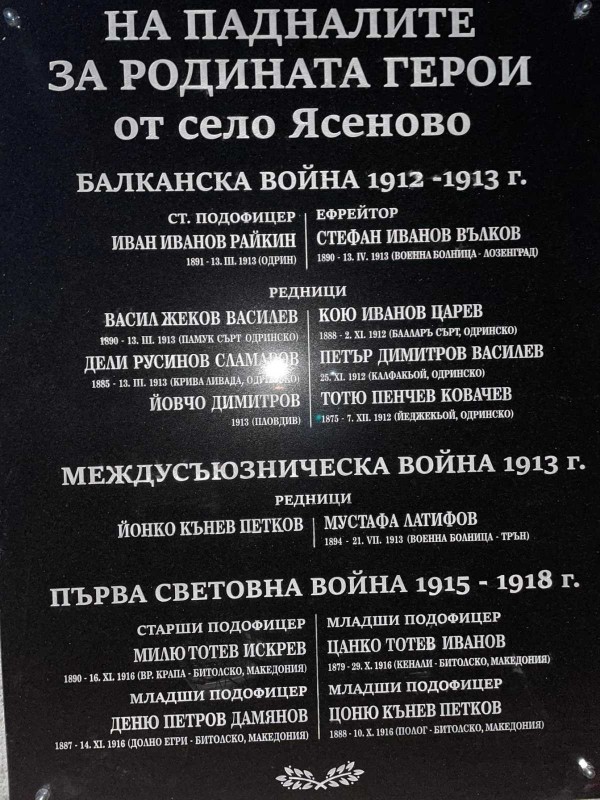 НА ПАДНАЛИТЕ
ЗА РОДИНАТА ГЕРОИ
от село Ясеново
БАЛКАНСКА ВОЙНА 1912 -1913 г.
СТ. ПОДОФИЦЕР
ИВАН ИВАНОВ РАЙКИН
1891 - 13. III. 1913 (ОДРИН)
ЕФРЕЙТОР
СТЕФАН ИВАНОВ ВЪЛКОВ
1890 - 13. IV. 1913 (ВОЕННА БОЛНИЦА - ЛОЗЕНГРАД)
РЕДНИЦИ
ВАСИЛ ЖЕКОВ ВАСИЛЕВ
1890 - 13. III. 1913 (ПАМУК СЪРТ ОДРИНСКО)
ДЕЛИ РУСИНОВ СЛАМАРОВ
1885 - 13. III. 1913 (КРИВА ЛИВАДА, ОДРИНСКО)
ЙОВЧО ДИМИТРОВ
1913 (ПЛОВДИВ)
КОЮ ИВАНОВ ЦАРЕВ
1888 - 2. XI. 1912 (БАЛЛАРЪ СЪРТ, ОДРИНСКО)
ПЕТЪР ДИМИТРОВ ВАСИЛЕВ
25. XI. 1912 (КАЛФАКЬОЙ, ОДРИНСКО)
ТОТЮ ПЕНЧЕВ КОВАЧЕВ
1875 - 7. XII. 1912 (ЙЕДЖЕКЬОЙ, ОДРИНСКО)
МЕЖДУСЪЮЗНИЧЕСКА ВОЙНА 1913 г.
РЕДНИЦИ
ЙОНКО КЪНЕВ ПЕТКОВ
МУСТАФА ЛАТИФОВ
1894 - 21. VII. 1913 (ВОЕННА БОЛНИЦА - ТРЪН)
ПЪРВА СВЕТОВНА ВОЙНА 1915 - 1918 г.
СТАРШИ ПОДОФИЦЕР
МИЛЮ ТОТЕВ ИСКРЕВ
1890 - 16. XI. 1916 (ВР. КРАПА - БИТОЛСКО, МАКЕДОНИЯ)
МЛАДШИ ПОДОФИЦЕР
ДЕНЮ ПЕТРОВ ДАМЯНОВ
1887 - 14. XI. 1916 (ДОЛНО ЕГРИ - БИТОЛСКО, МАКЕДОНИЯ)
МЛАДШИ ПОДОФИЦЕР
ЦАНКО ТОТЕВ ИВАНОВ
1879 - 29. X. 1916 (КЕНАЛИ - БИТОЛСКО, МАКЕДОНИЯ)
МЛАДШИ ПОДОФИЦЕР
ЦОНЮ КЪНЕВ ПЕТКОВ
1888 - 10. X. 1916 (ПОЛОГ - БИТОЛСКО, МАКЕДОНИЯ)